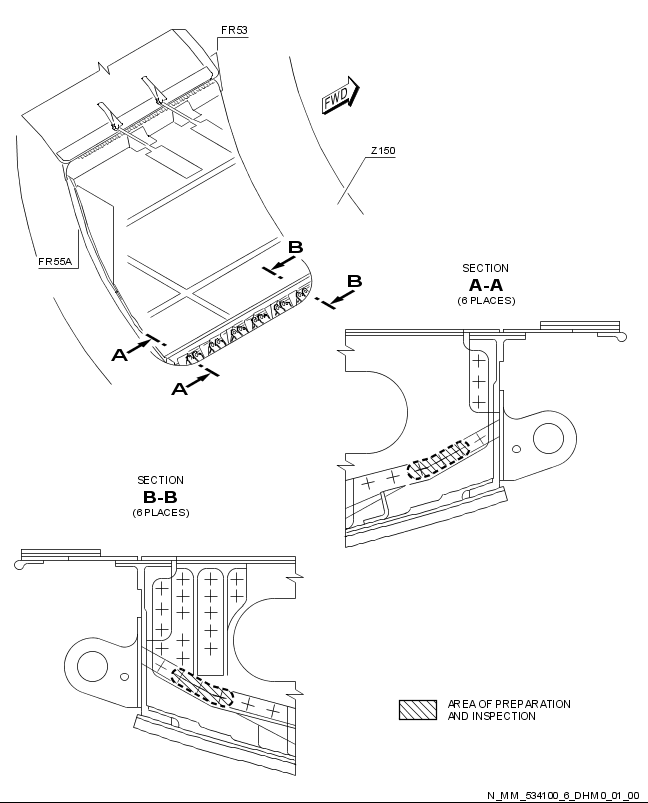 FR53
FWD
Z150
FR55A
B
B
A
A
SECTION
A-A
(6 PLACES)
SECTION
B-B
(6 PLACES)
AREA OF PREPARATION
AND INSPECTION
N_MM_534100_6_DHM0_01_00